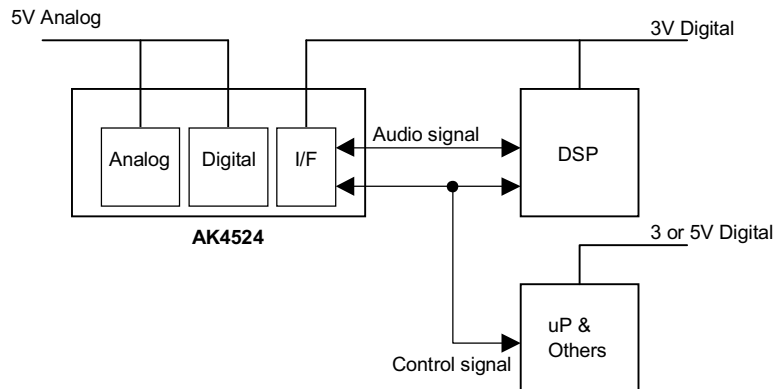 5V Analog
3V Digital
Analog
Digital
I/F
Audio signal
DSP
AK4524
3 or 5V Digital
uP &
Others
Control signal